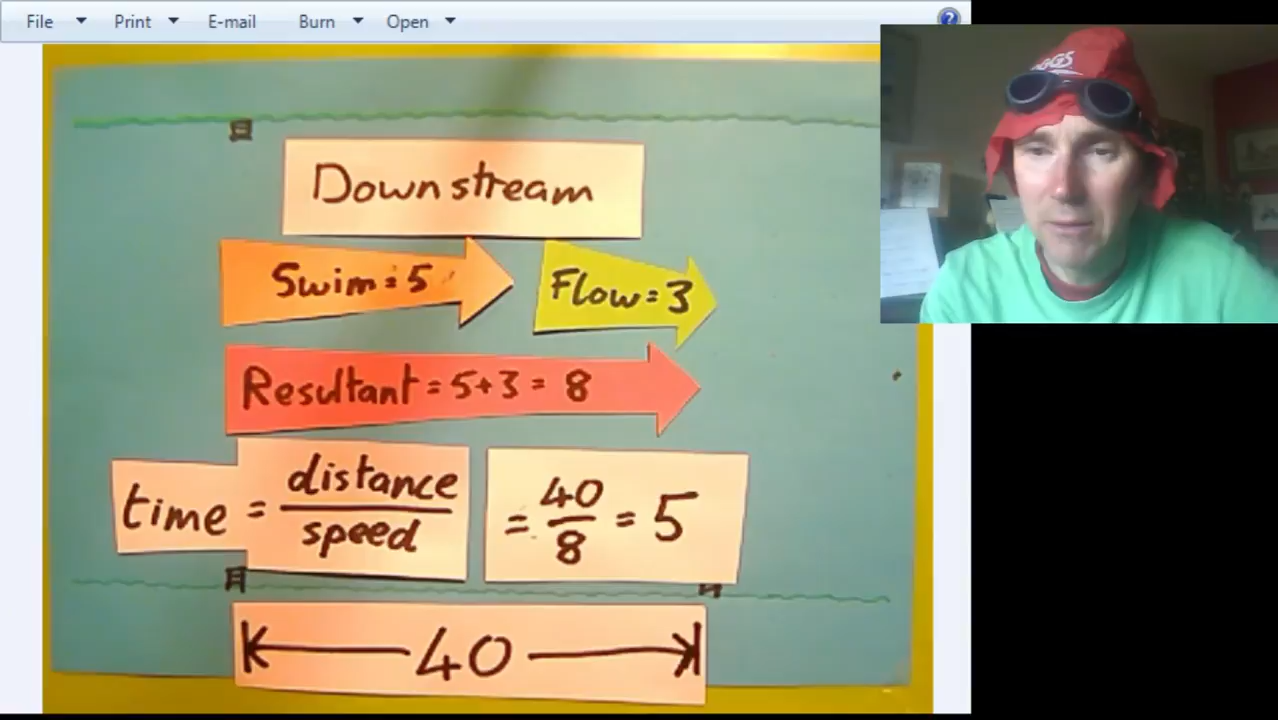 File Print E-mail Burn Open
Downstream
Swim = 5
Flow = 3
Resultant = 5+3 = 8
time = distance / speed
= 40 / 8 = 5
40